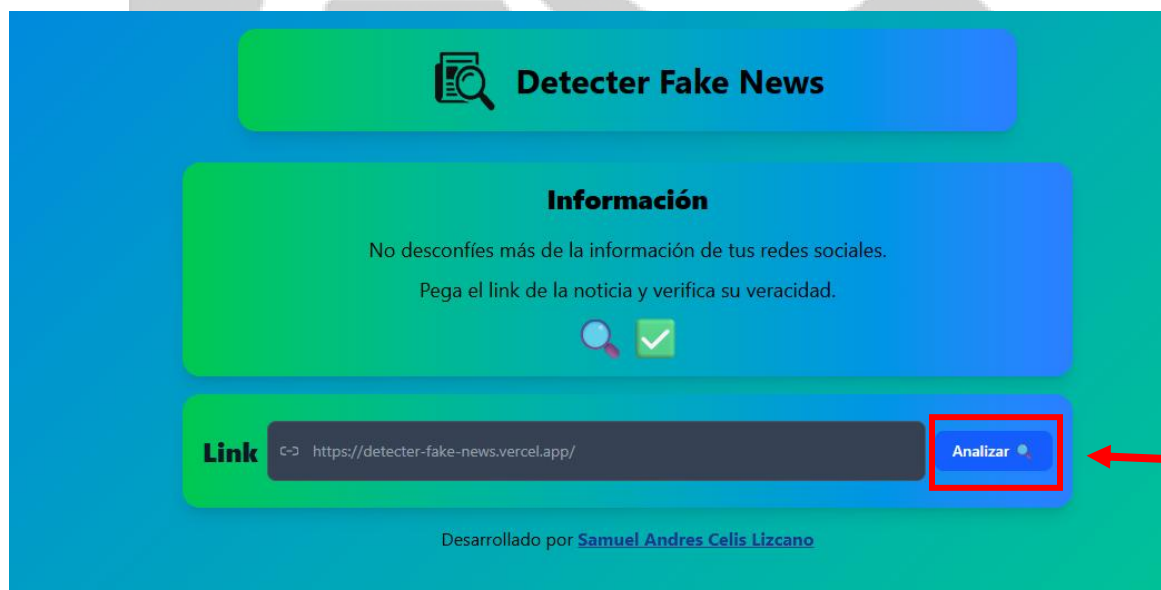 Detecter Fake News
Información
No desconfíes más de la información de tus redes sociales.
Pega el link de la noticia y verifica su veracidad.
Link https://detecter-fake-news.vercel.app/ Analizar
Desarrollado por Samuel Andres Celis Lizcano